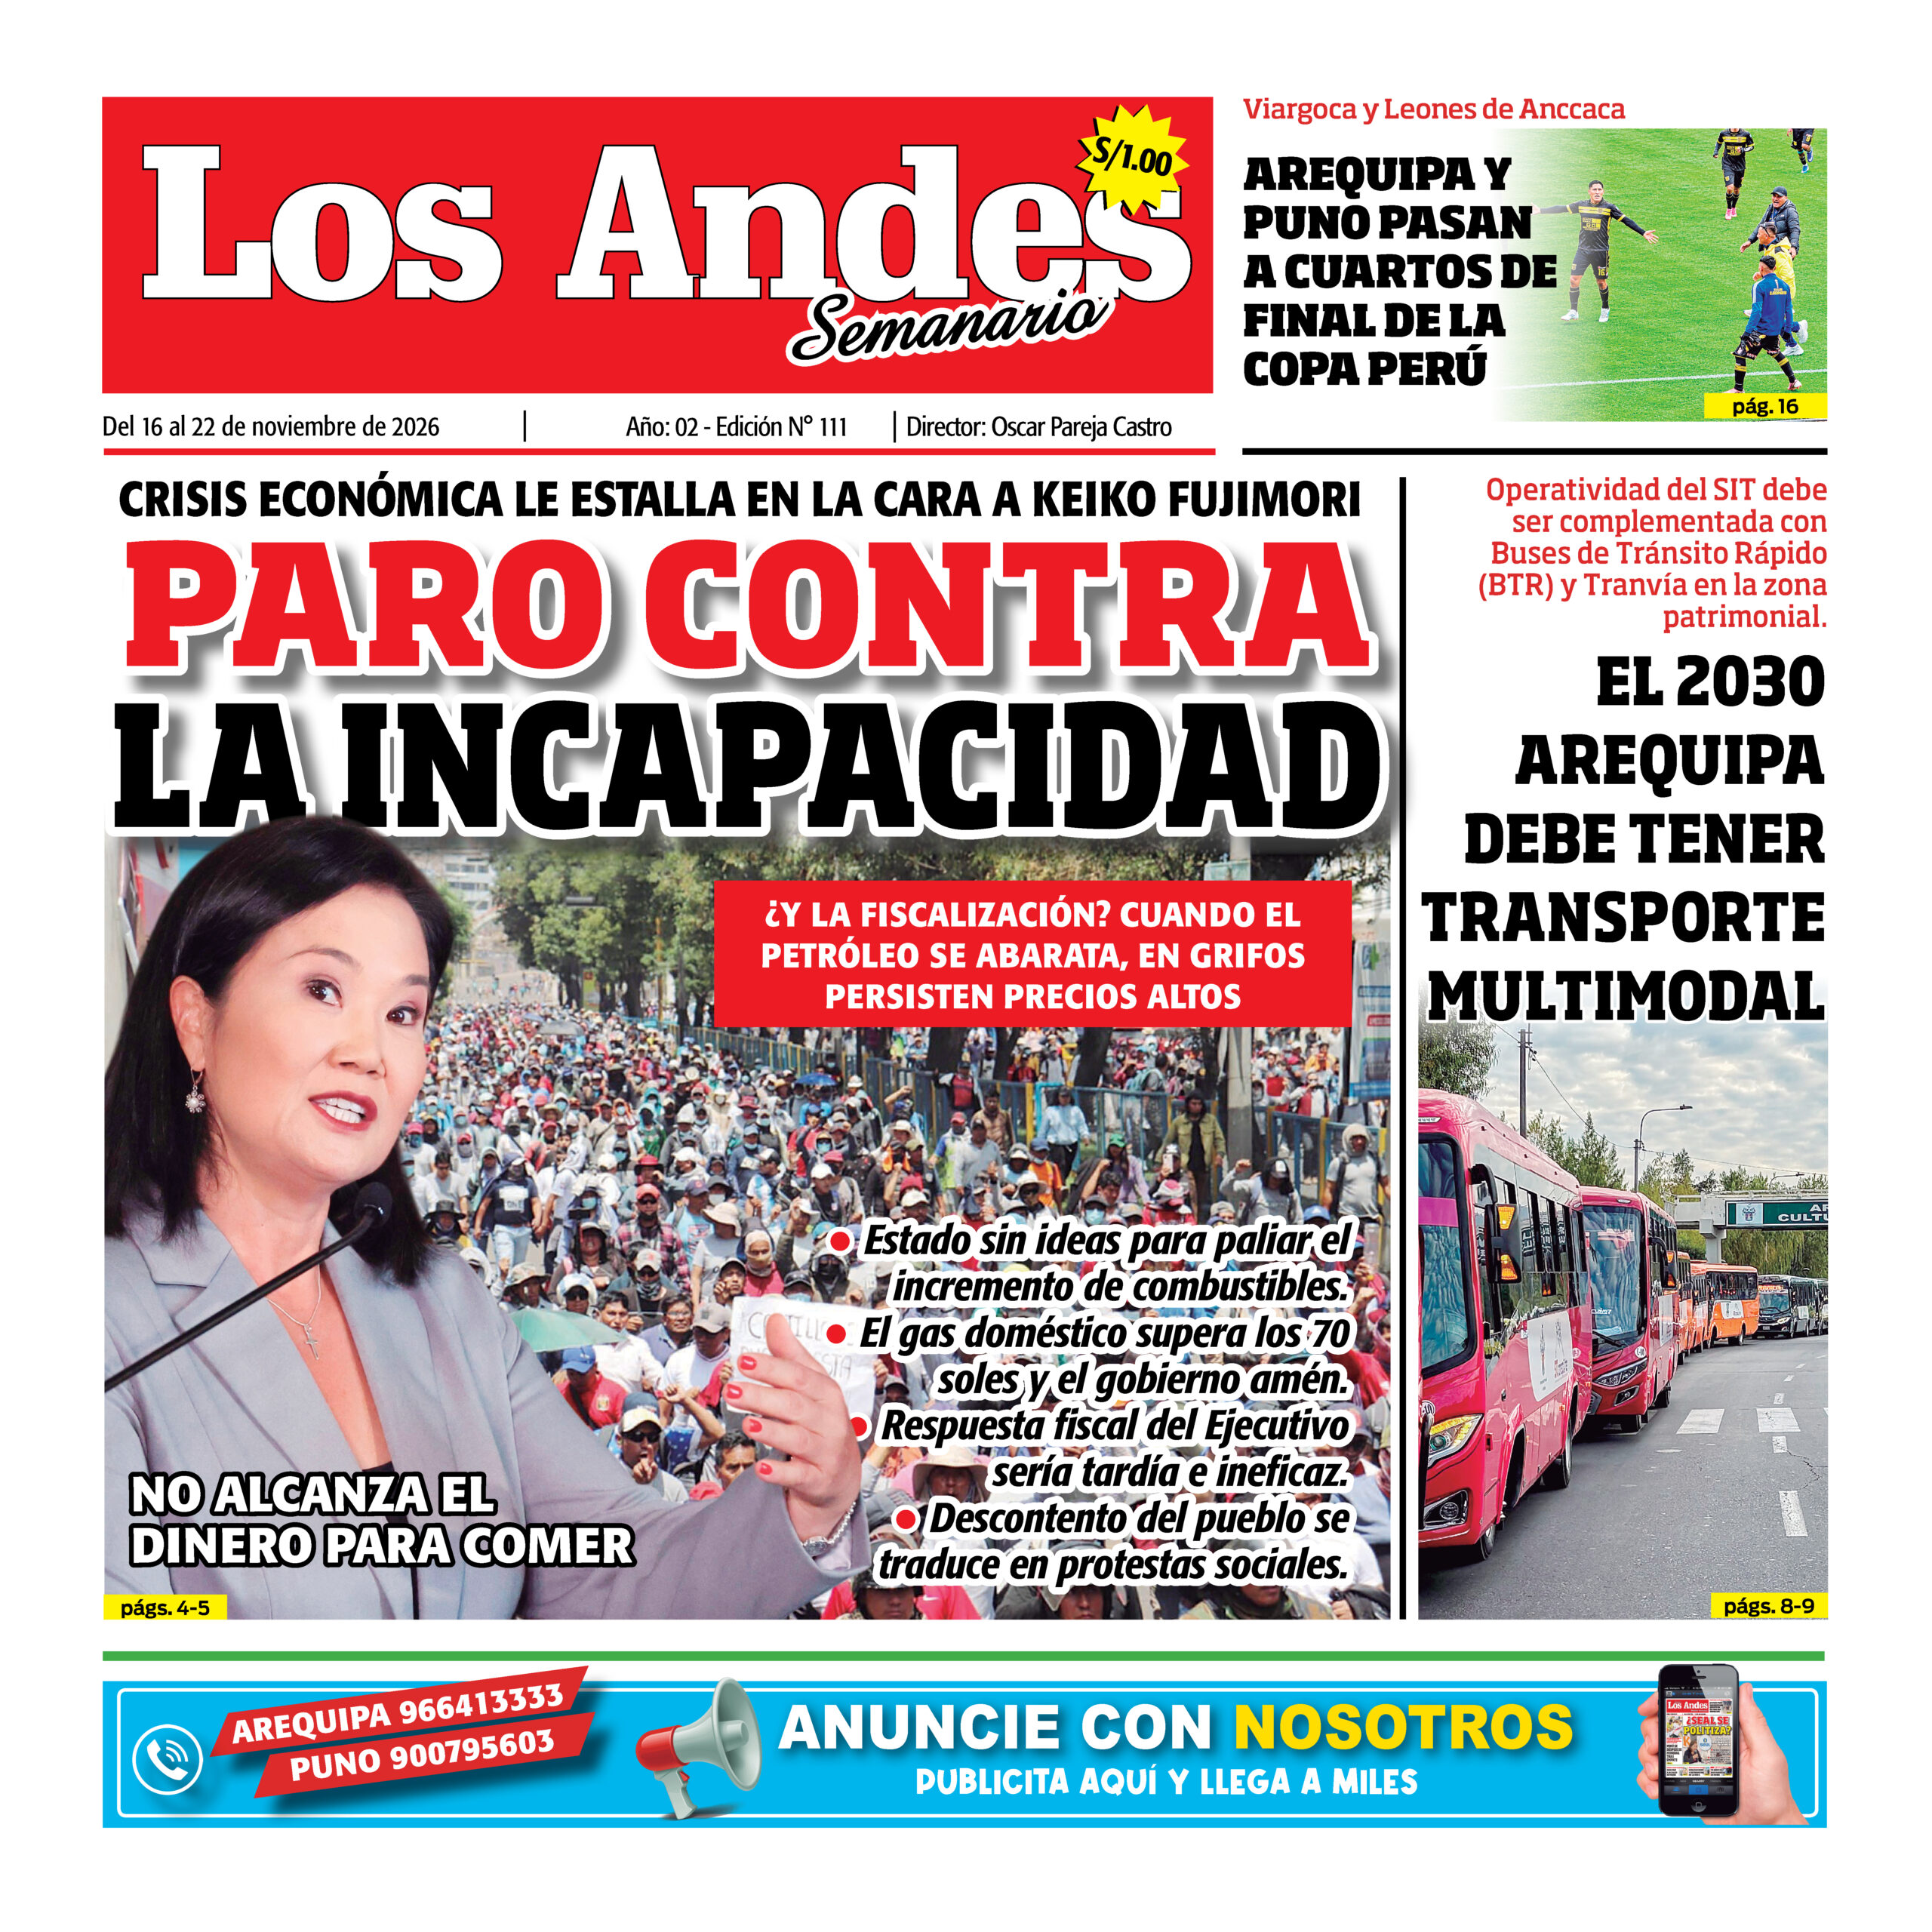 Los Andes
Semanario
S/1.00
Del 16 al 22 de noviembre de 2026
Año: 02 - Edición N° 111
Director: Oscar Pareja Castro
Viargoca y Leones de Anccaca
AREQUIPA Y
PUNO PASAN
A CUARTOS DE
FINAL DE LA
COPA PERÚ
pág. 16
CRISIS ECONÓMICA LE ESTALLA EN LA CARA A KEIKO FUJIMORI
PARO CONTRA
LA INCAPACIDAD
¿Y LA FISCALIZACIÓN? CUANDO EL
PETRÓLEO SE ABARATA, EN GRIFOS
PERSISTEN PRECIOS ALTOS
• Estado sin ideas para paliar el
incremento de combustibles.
• El gas doméstico supera los 70
soles y el gobierno amén.
• Respuesta fiscal del Ejecutivo
sería tardía e ineficaz.
• Descontento del pueblo se
traduce en protestas sociales.
NO ALCANZA EL
DINERO PARA COMER
págs. 4-5
Operatividad del SIT debe
ser complementada con
Buses de Tránsito Rápido
(BTR) y Tranvía en la zona
patrimonial.
EL 2030
AREQUIPA
DEBE TENER
TRANSPORTE
MULTIMODAL
CULTU
págs. 8-9
AREQUIPA 966413333
PUNO 900795603
ANUNCIE CON NOSOTROS
PUBLICITA AQUÍ Y LLEGA A MILES
Los Andes
¿SEAL SE
POLITIZA?